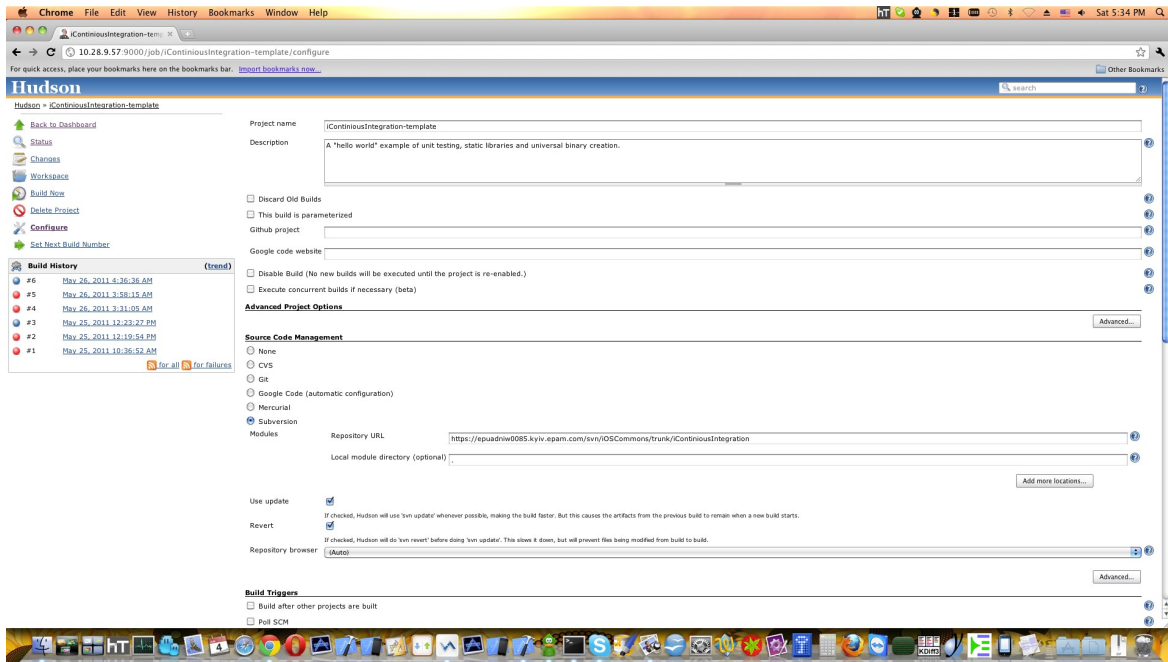 Chrome File Edit View History Bookmarks Window Help
Sat 5:34 PM
iContiniousIntegration-temp
10.28.9.57:9000/job/iContiniousIntegration-template/configure
For quick access, place your bookmarks here on the bookmarks bar. Import bookmarks now...
Other Bookmarks
Hudson
search
Hudson » iContiniousIntegration-template
Back to Dashboard
Status
Changes
Workspace
Build Now
Delete Project
Configure
Set Next Build Number
Build History (trend)
#6 May 26, 2011 4:36:36 AM
#5 May 26, 2011 3:58:15 AM
#4 May 26, 2011 3:31:05 AM
#3 May 25, 2011 12:23:27 PM
#2 May 25, 2011 12:19:54 PM
#1 May 25, 2011 10:36:52 AM
for all for failures
Project name iContiniousIntegration-template
Description A "hello world" example of unit testing, static libraries and universal binary creation.
Discard Old Builds
This build is parameterized
Github project
Google code website
Disable Build (No new builds will be executed until the project is re-enabled.)
Execute concurrent builds if necessary (beta)
Advanced Project Options
Advanced...
Source Code Management
None
CVS
Git
Google Code (automatic configuration)
Mercurial
Subversion
Modules Repository URL https://epuadniw0085.kyiv.epam.com/svn/iOSCommons/trunk/iContiniousIntegration
Local module directory (optional) .
Add more locations...
Use update
If checked, Hudson will use 'svn update' whenever possible, making the build faster. But this causes the artifacts from the previous build to remain when a new build starts.
Revert
If checked, Hudson will do 'svn revert' before doing 'svn update'. This slows it down, but will prevent files being modified from build to build.
Repository browser (Auto)
Advanced...
Build Triggers
Build after other projects are built
Poll SCM